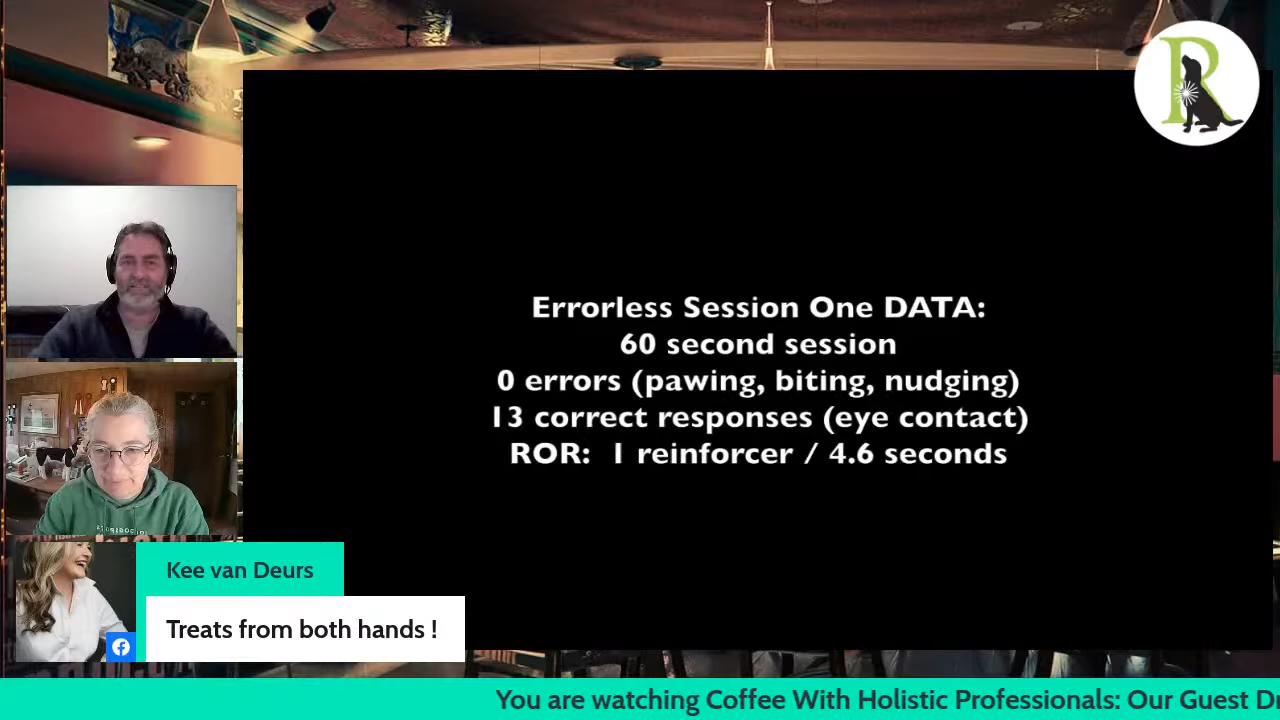 Errorless Session One DATA:
60 second session
0 errors (pawing, biting, nudging)
13 correct responses (eye contact)
ROR: 1 reinforcer / 4.6 seconds
R
Kee van Deurs
Treats from both hands !
You are watching Coffee With Holistic Professionals: Our Guest D